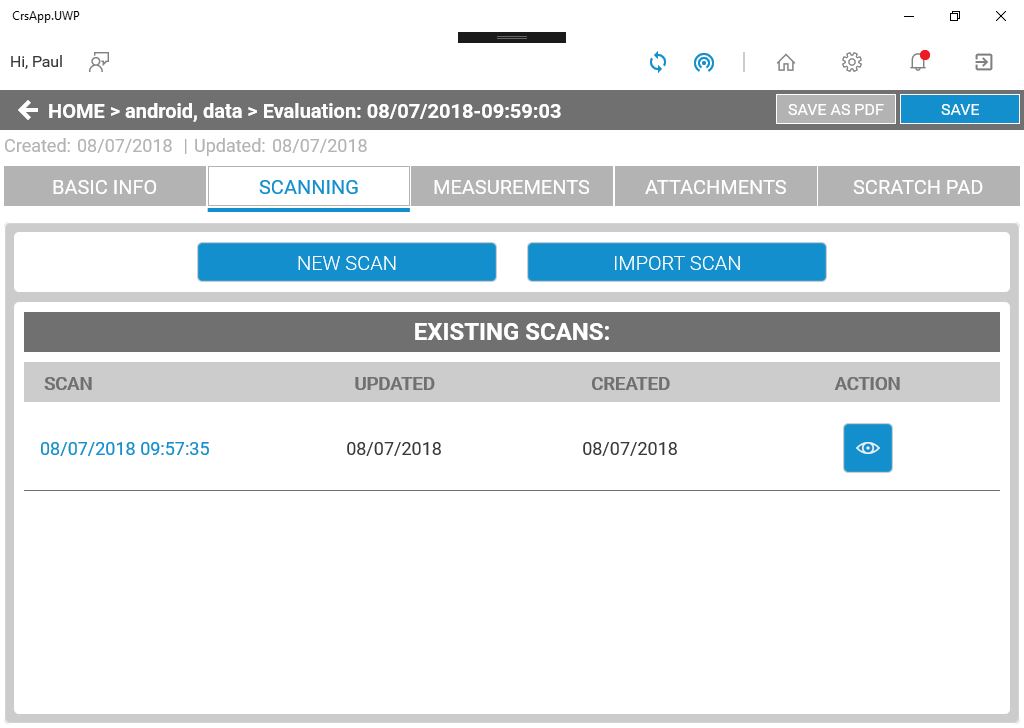 CrsApp.UWP
Hi, Paul
HOME > android, data > Evaluation: 08/07/2018-09:59:03 SAVE AS PDF SAVE
Created: 08/07/2018 | Updated: 08/07/2018
BASIC INFO SCANNING MEASUREMENTS ATTACHMENTS SCRATCH PAD
NEW SCAN IMPORT SCAN
EXISTING SCANS:
SCAN UPDATED CREATED ACTION
08/07/2018 09:57:35 08/07/2018 08/07/2018